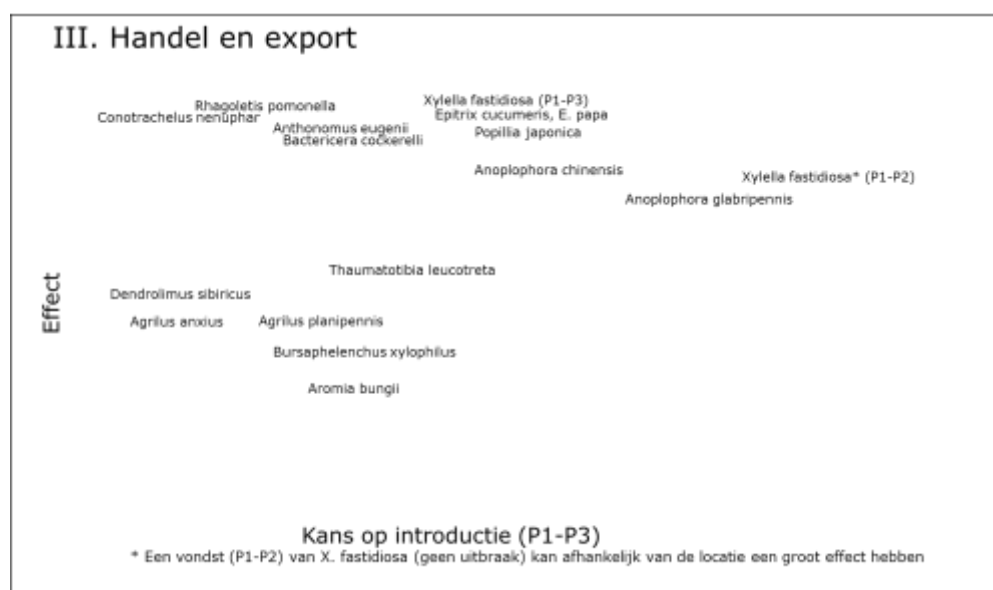 III. Handel en export
Xylella fastidiosa (P1-P3)
Rhagoletis pomonella
Epitrix cucumeris, E. papa
Conotrachelus nenuphar
Anthonomus eugenii
Popillia japonica
Bactericera cockerelli
Anoplophora chinensis
Xylella fastidiosa* (P1-P2)
Anoplophora glabripennis
Thaumatotibia leucotreta
Dendrolimus sibiricus
Effect
Agrilus anxius
Agrilus planipennis
Bursaphelenchus xylophilus
Aromia bungii
Kans op introductie (P1-P3)
* Een vondst (P1-P2) van X. fastidiosa (geen uitbraak) kan afhankelijk van de locatie een groot effect hebben